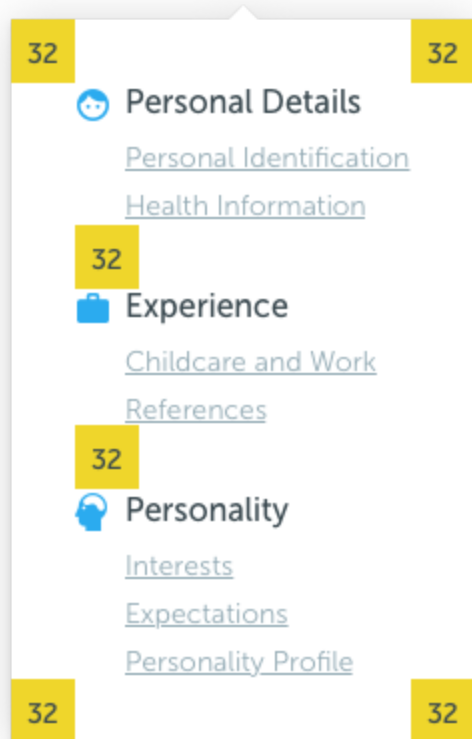 32 32
Personal Details
Personal Identification
Health Information
32
Experience
Childcare and Work
References
32
Personality
Interests
Expectations
Personality Profile
32 32